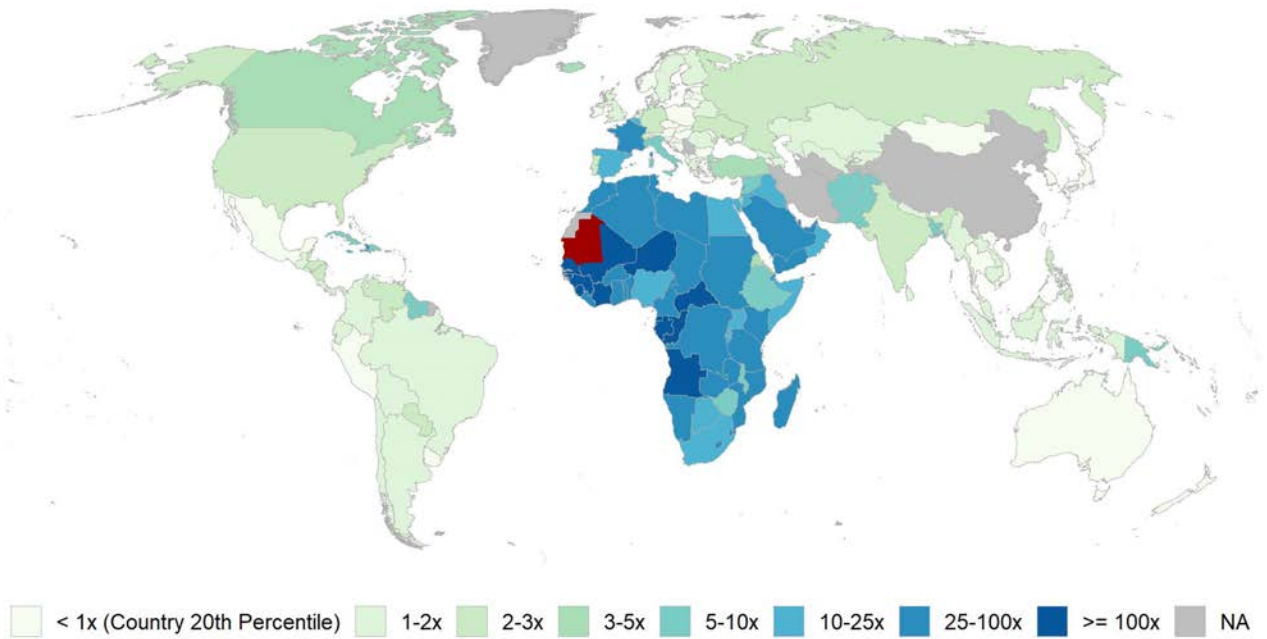 < 1x (Country 20th Percentile) 1-2x 2-3x 3-5x 5-10x 10-25x 25-100x >= 100x NA